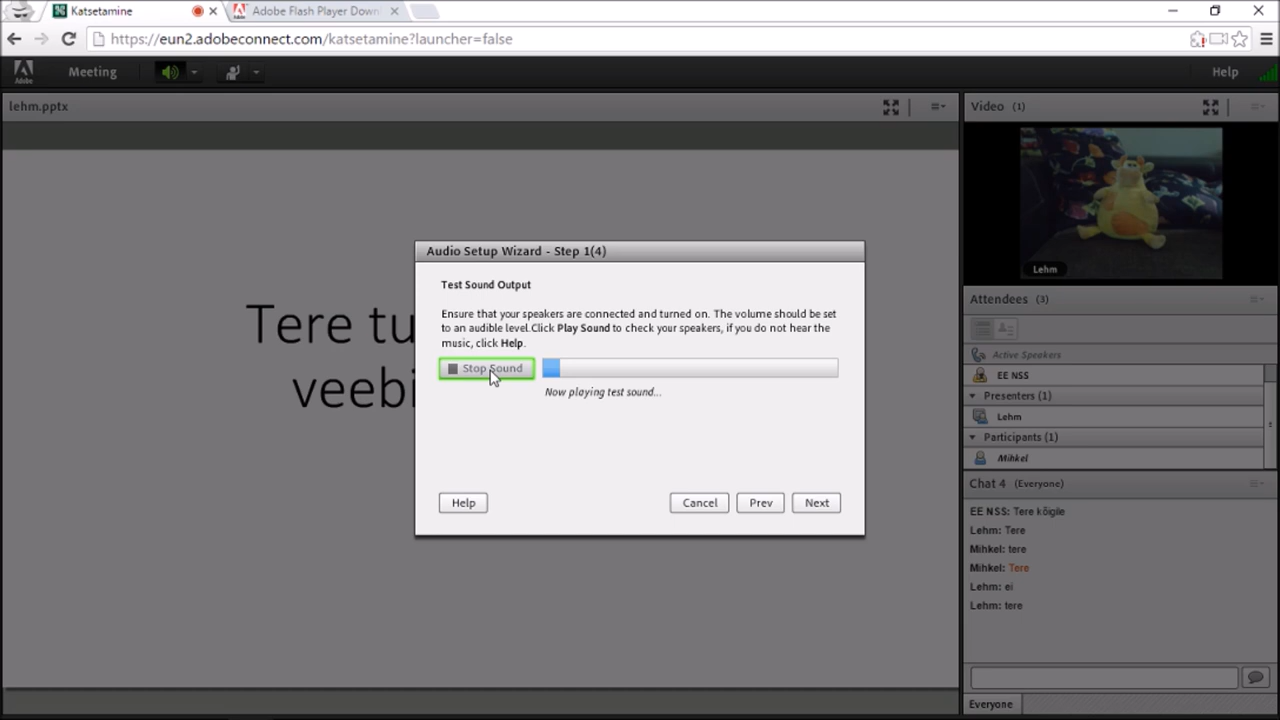 Katsetamine
Adobe Flash Player Down
https://eun2.adobeconnect.com/katsetamine?launcher=false
Adobe
Meeting
Help
lehm.pptx
Tere tu
veebi
Audio Setup Wizard - Step 1(4)
Test Sound Output
Ensure that your speakers are connected and turned on. The volume should be set
to an audible level.Click Play Sound to check your speakers, if you do not hear the
music, click Help.
Stop Sound
Now playing test sound...
Help
Cancel
Prev
Next
Video (1)
Lehm
Attendees (3)
Active Speakers
EE NSS
Presenters (1)
Lehm
Participants (1)
Mihkel
Chat 4 (Everyone)
EE NSS: Tere kõigile
Lehm: Tere
Mihkel: tere
Mihkel: Tere
Lehm: ei
Lehm: tere
Everyone